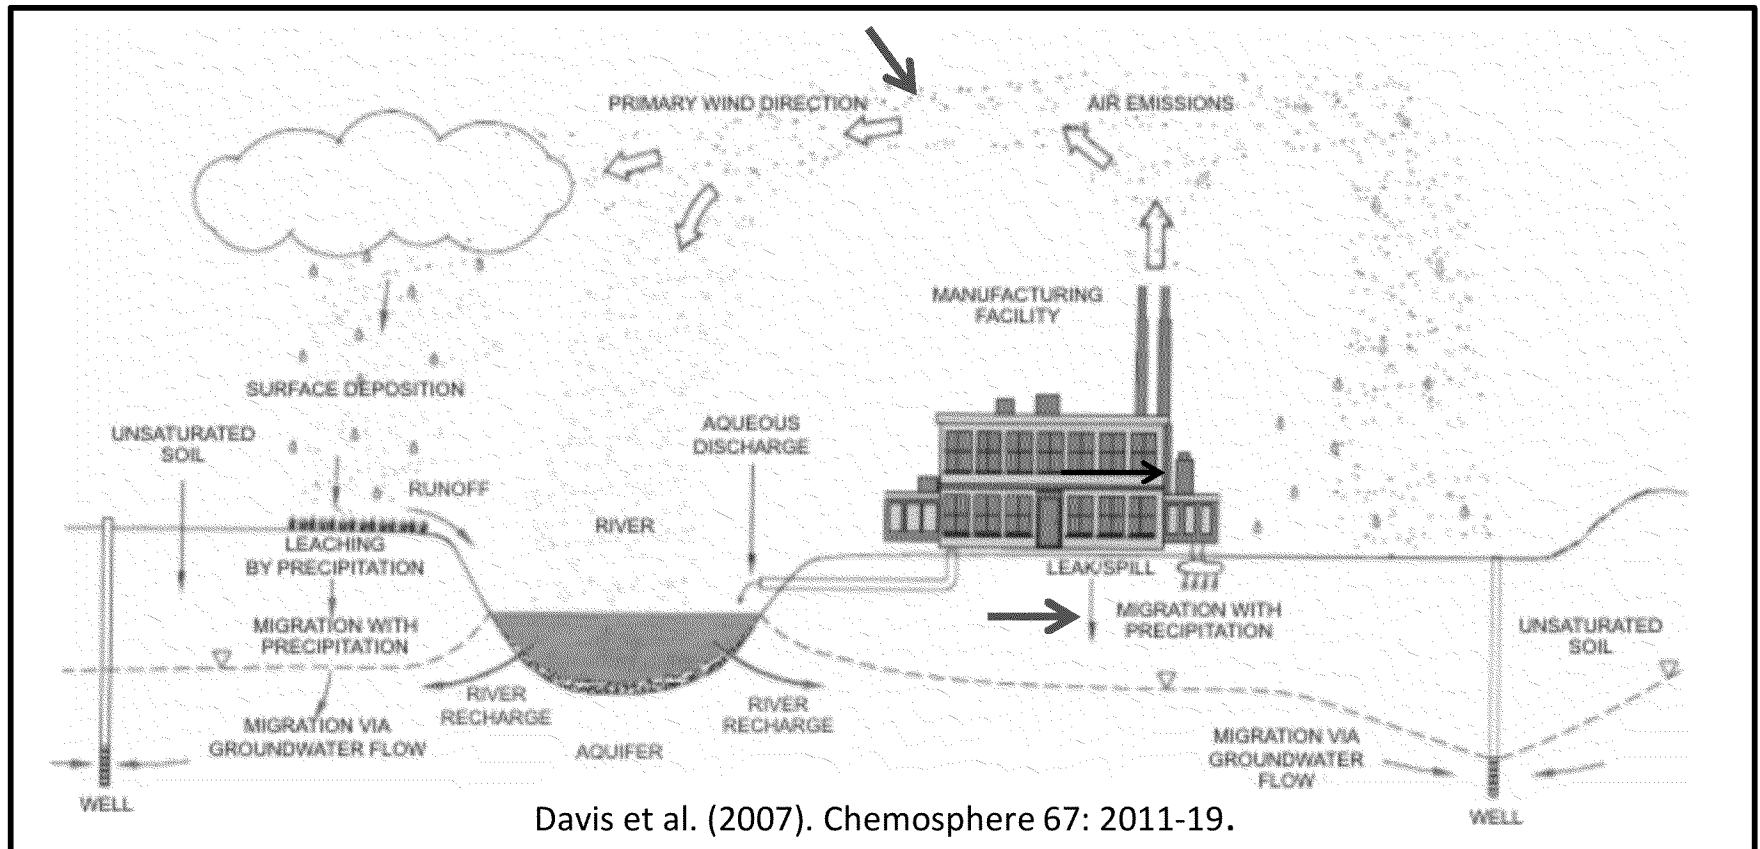 PRIMARY WIND DIRECTION
AIR EMISSIONS
MANUFACTURING
FACILITY
SURFACE DEPOSITION
UNSATURATED
SOIL
AQUEOUS
DISCHARGE
RUNOFF
RIVER
LEACHING
BY PRECIPITATION
LEAK/SPILL
MIGRATION WITH
PRECIPITATION
MIGRATION WITH
PRECIPITATION
UNSATURATED
SOIL
RIVER
RECHARGE
RIVER
RECHARGE
MIGRATION VIA
GROUNDWATER FLOW
AQUIFER
MIGRATION VIA
GROUNDWATER
FLOW
WELL
WELL
Davis et al. (2007). Chemosphere 67: 2011-19.